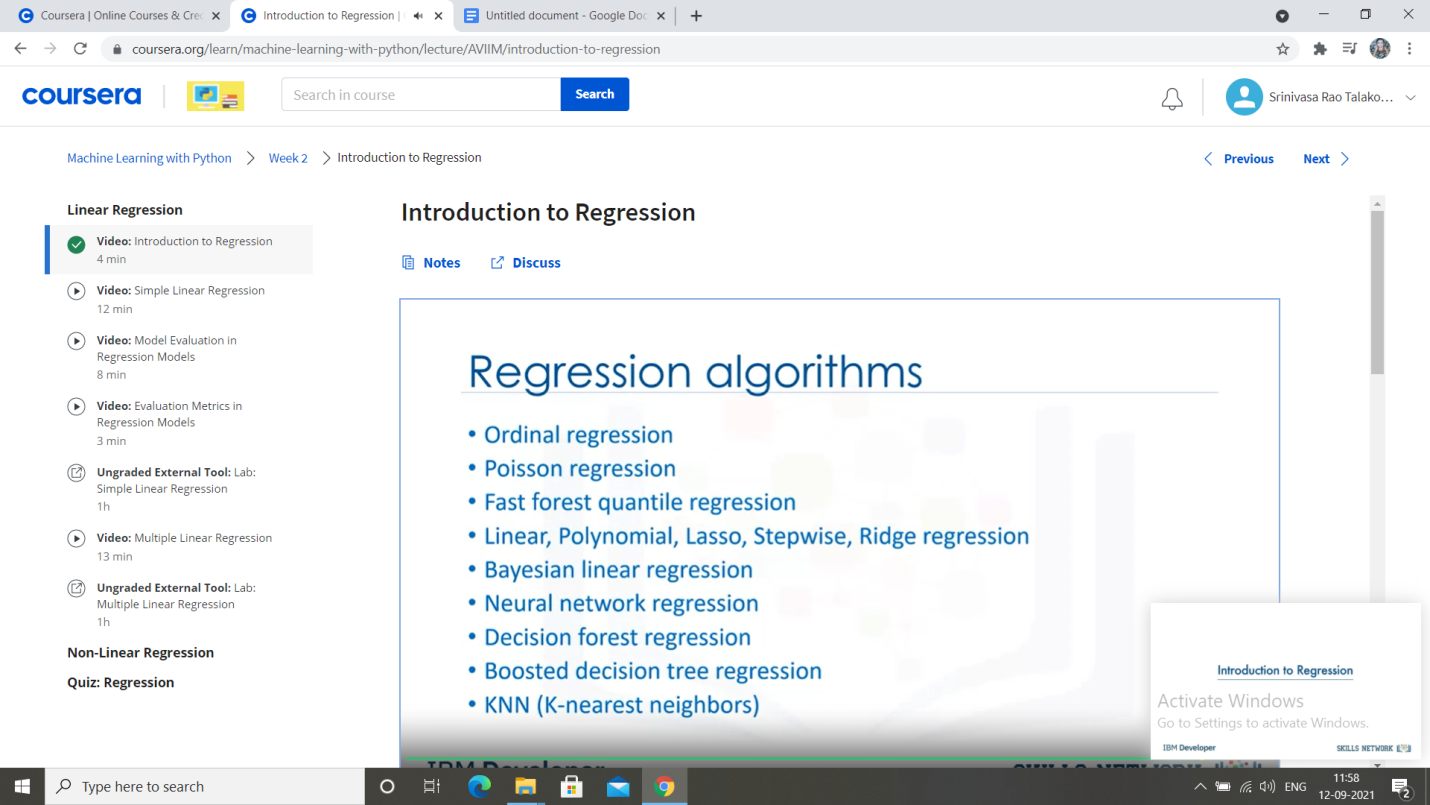 Coursera | Online Courses & Cre
Introduction to Regression |
Untitled document - Google Doc
coursera.org/learn/machine-learning-with-python/lecture/AVIIM/introduction-to-regression
coursera
Search in course
Search
Srinivasa Rao Talako...
Machine Learning with Python
Week 2
Introduction to Regression
Previous
Next
Linear Regression
Video: Introduction to Regression
4 min
Video: Simple Linear Regression
12 min
Video: Model Evaluation in
Regression Models
8 min
Video: Evaluation Metrics in
Regression Models
3 min
Ungraded External Tool: Lab:
Simple Linear Regression
1h
Video: Multiple Linear Regression
13 min
Ungraded External Tool: Lab:
Multiple Linear Regression
1h
Non-Linear Regression
Quiz: Regression
Introduction to Regression
Notes
Discuss
Regression algorithms
• Ordinal regression
• Poisson regression
• Fast forest quantile regression
• Linear, Polynomial, Lasso, Stepwise, Ridge regression
• Bayesian linear regression
• Neural network regression
• Decision forest regression
• Boosted decision tree regression
• KNN (K-nearest neighbors)
IBM Developer
SKILLS NETWORK
Introduction to Regression
Activate Windows
Go to Settings to activate Windows.
IBM Developer
SKILLS NETWORK
Type here to search
ENG
11:58
12-09-2021
2